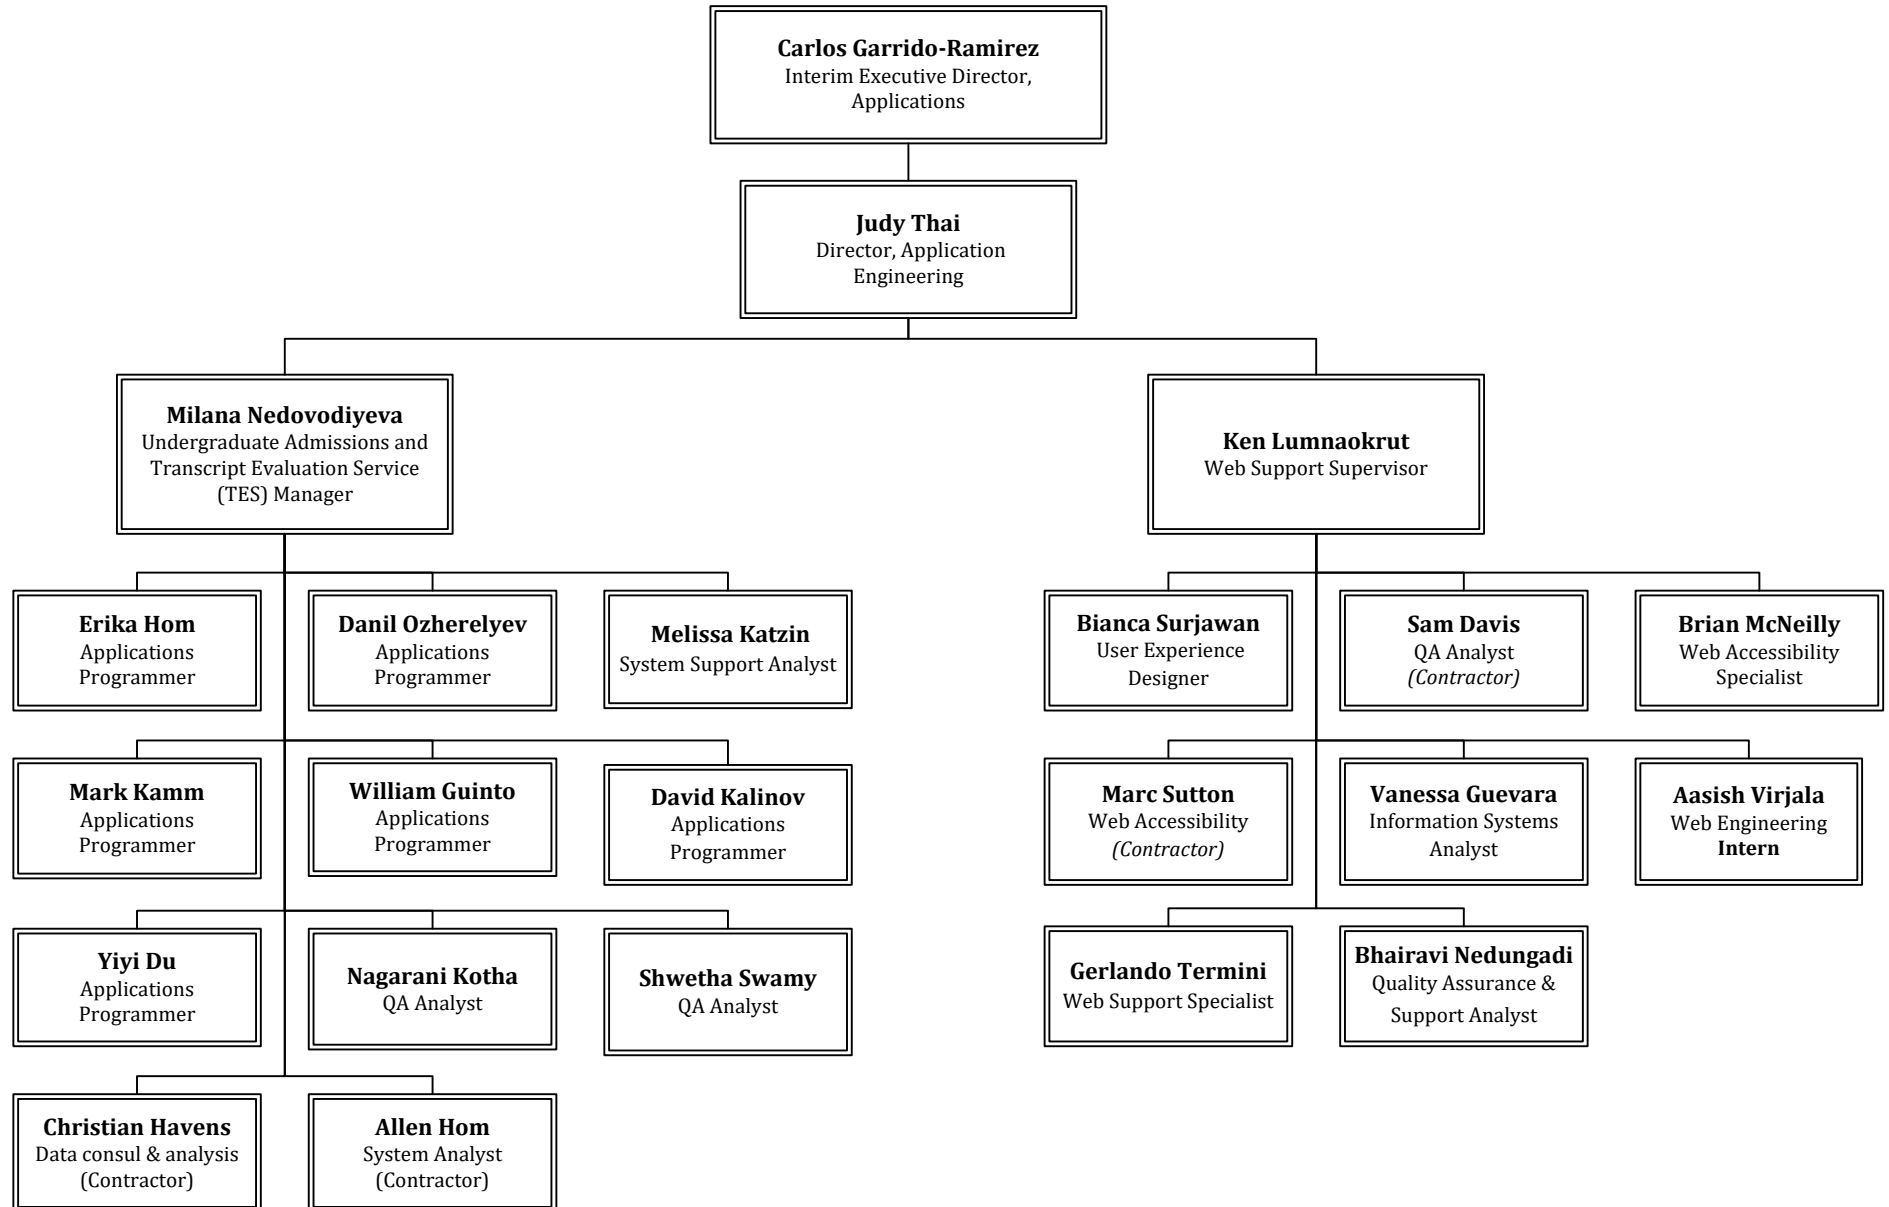 Carlos Garrido-Ramirez
Interim Executive Director,
Applications
Judy Thai
Director, Application
Engineering
Milana Nedovodiyeva
Undergraduate Admissions and
Transcript Evaluation Service
(TES) Manager
Ken Lumnaokrut
Web Support Supervisor
Erika Hom
Applications
Programmer
Danil Ozherelyev
Applications
Programmer
Melissa Katzin
System Support Analyst
Bianca Surjawan
User Experience
Designer
Sam Davis
QA Analyst
(Contractor)
Brian McNeilly
Web Accessibility
Specialist
Mark Kamm
Applications
Programmer
William Guinto
Applications
Programmer
David Kalinov
Applications
Programmer
Marc Sutton
Web Accessibility
(Contractor)
Vanessa Guevara
Information Systems
Analyst
Aasish Virjala
Web Engineering
Intern
Yiyi Du
Applications
Programmer
Nagarani Kotha
QA Analyst
Shwetha Swamy
QA Analyst
Gerlando Termini
Web Support Specialist
Bhairavi Nedungadi
Quality Assurance &
Support Analyst
Christian Havens
Data consul & analysis
(Contractor)
Allen Hom
System Analyst
(Contractor)